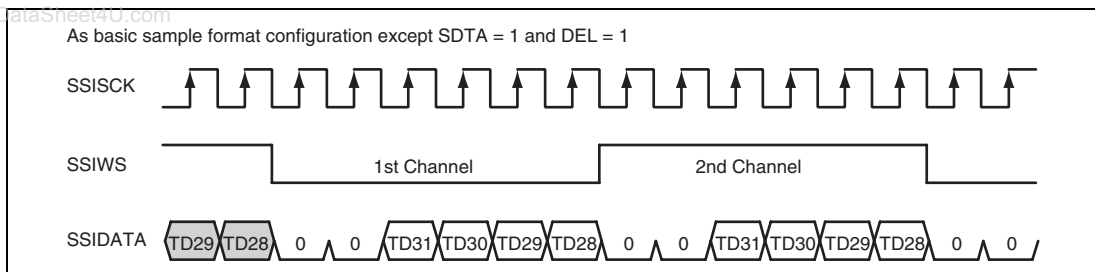 DataSheet4U.com
As basic sample format configuration except SDTA = 1 and DEL = 1
SSISCK
SSIWS 1st Channel 2nd Channel
SSIDATA TD29 TD28 0 0 TD31 TD30 TD29 TD28 0 0 TD31 TD30 TD29 TD28 0 0